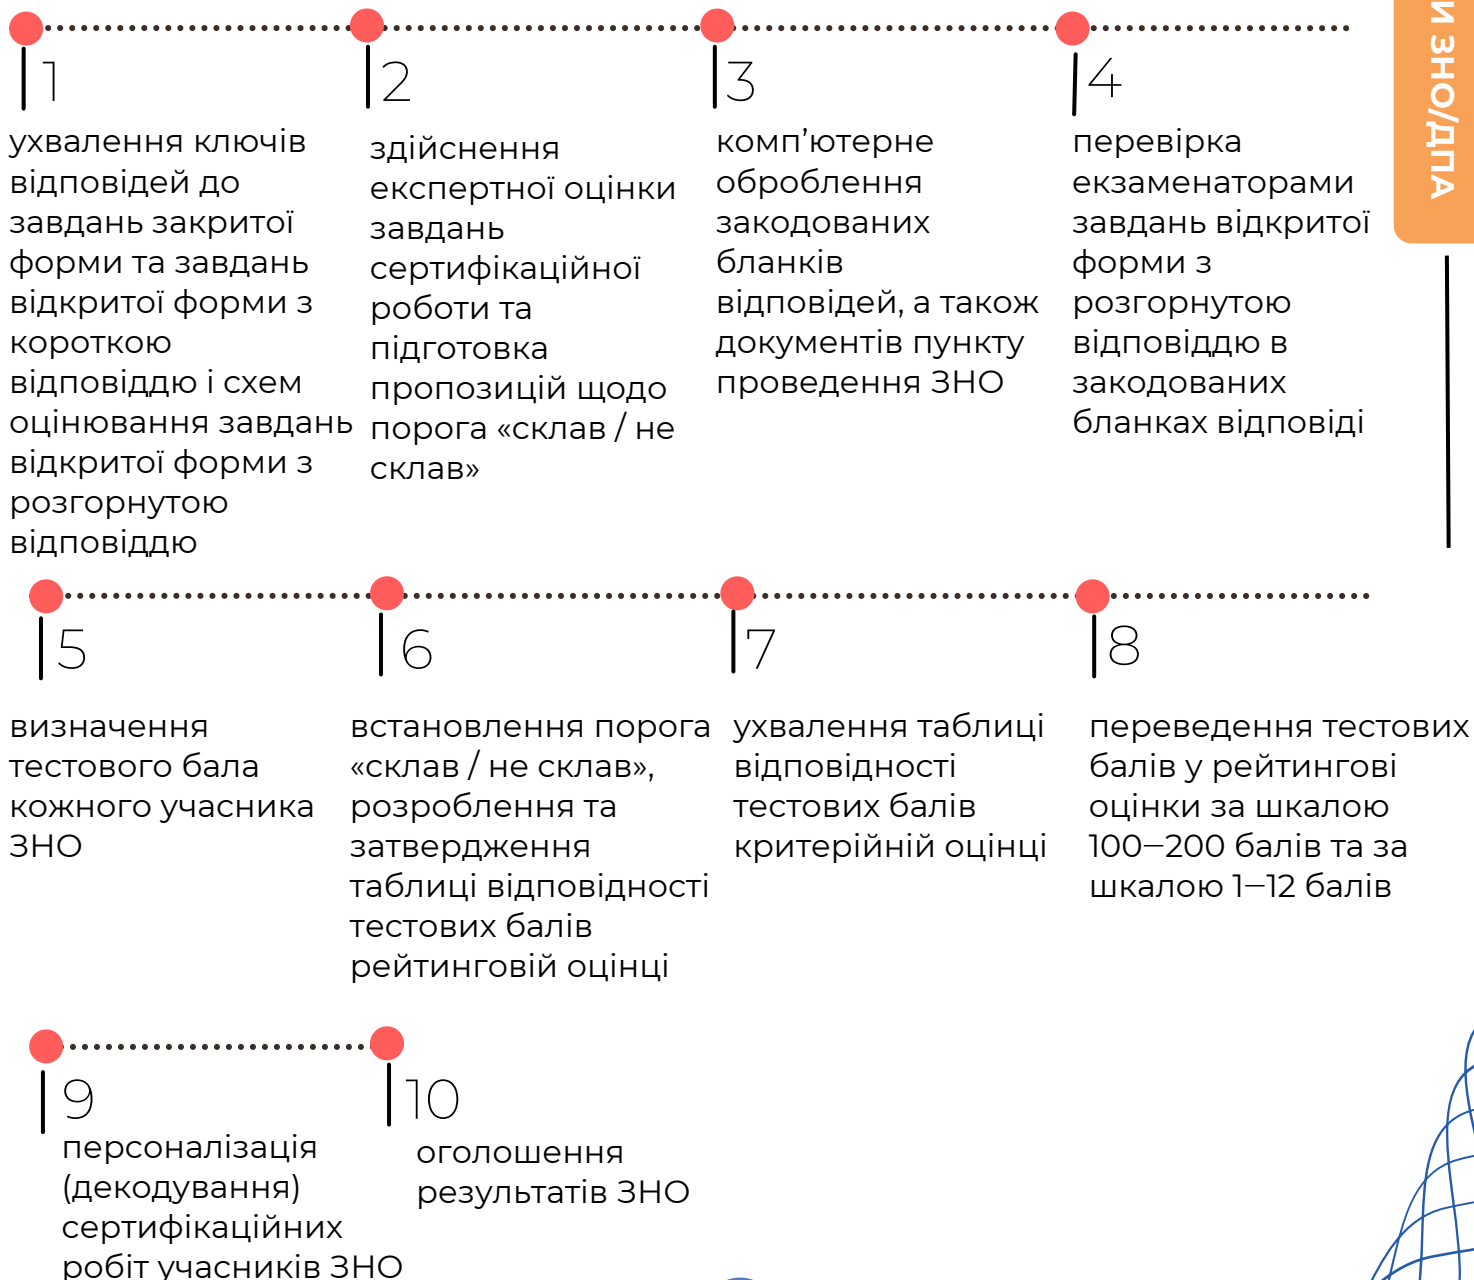 1
ухвалення ключів
відповідей до
завдань закритої
форми та завдань
відкритої форми з
короткою
відповіддю і схем
оцінювання завдань
відкритої форми з
розгорнутою
відповіддю
2
здійснення
експертної оцінки
завдань
сертифікаційної
роботи та
підготовка
пропозицій щодо
порога «склав / не
склав»
3
комп’ютерне
оброблення
закодованих
бланків
відповідей, а також
документів пункту
проведення ЗНО
4
перевірка
екзаменаторами
завдань відкритої
форми з
розгорнутою
відповіддю в
закодованих
бланках відповіді
и ЗНО/ДПА
5
визначення
тестового бала
кожного учасника
ЗНО
6
встановлення порога
«склав / не склав»,
розроблення та
затвердження
таблиці відповідності
тестових балів
рейтинговій оцінці
7
ухвалення таблиці
відповідності
тестових балів
критерійній оцінці
8
переведення тестових
балів у рейтингові
оцінки за шкалою
100–200 балів та за
шкалою 1–12 балів
9
персоналізація
(декодування)
сертифікаційних
робіт учасників ЗНО
10
оголошення
результатів ЗНО